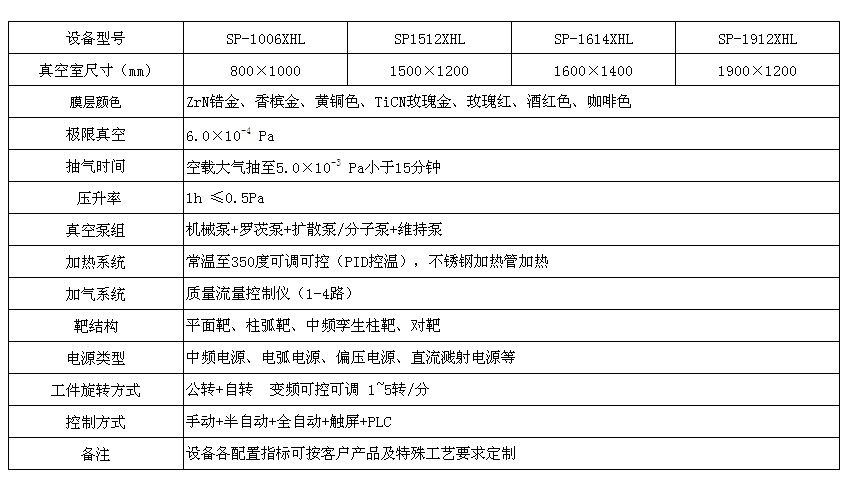 设备型号 SP-1006XHL SP1512XHL SP-1614XHL SP-1912XHL
真空室尺寸（mm） 800×1000 1500×1200 1600×1400 1900×1200
膜层颜色 ZrN锆金、香槟金、黄铜色、TiCN玫瑰金、玫瑰红、酒红色、咖啡色
极限真空 6.0×10⁻⁴ Pa
抽气时间 空载大气抽至5.0×10⁻³ Pa小于15分钟
压升率 1h ≤0.5Pa
真空泵组 机械泵+罗茨泵+扩散泵/分子泵+维持泵
加热系统 常温至350度可调可控（PID控温），不锈钢加热管加热
加气系统 质量流量控制仪（1-4路）
靶结构 平面靶、柱弧靶、中频孪生柱靶、对靶
电源类型 中频电源、电弧电源、偏压电源、直流溅射电源等
工件旋转方式 公转+自转 变频可控可调 1~5转/分
控制方式 手动+半自动+全自动+触屏+PLC
备注 设备各配置指标可按客户产品及特殊工艺要求定制